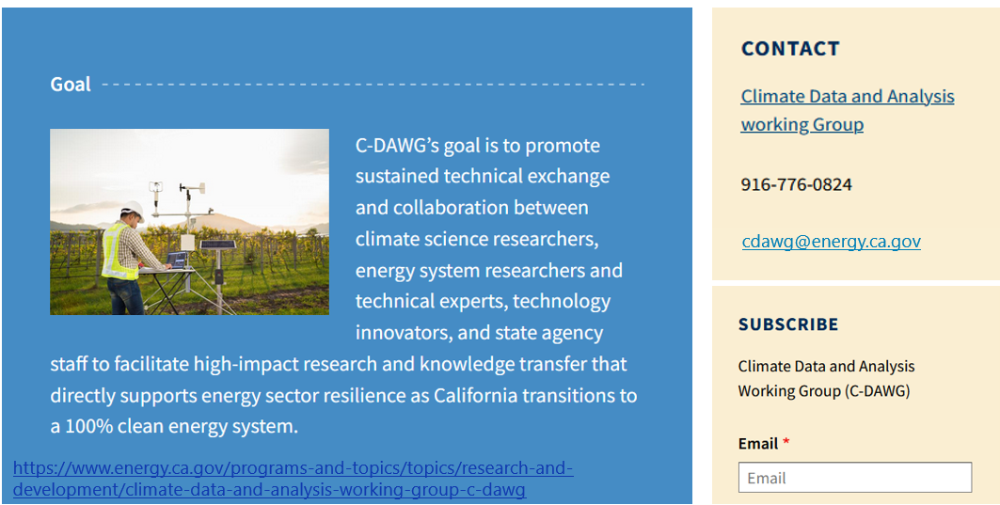 Goal
C-DAWG's goal is to promote
sustained technical exchange
and collaboration between
climate science researchers,
energy system researchers and
technical experts, technology
innovators, and state agency
staff to facilitate high-impact research and knowledge transfer that
directly supports energy sector resilience as California transitions to
a 100% clean energy system.
https://www.energy.ca.gov/programs-and-topics/topics/research-and-
development/climate-data-and-analysis-working-group-c-dawg
CONTACT
Climate Data and Analysis
working Group
916-776-0824
cdawg@energy.ca.gov
SUBSCRIBE
Climate Data and Analysis
Working Group (C-DAWG)
Email *
Email